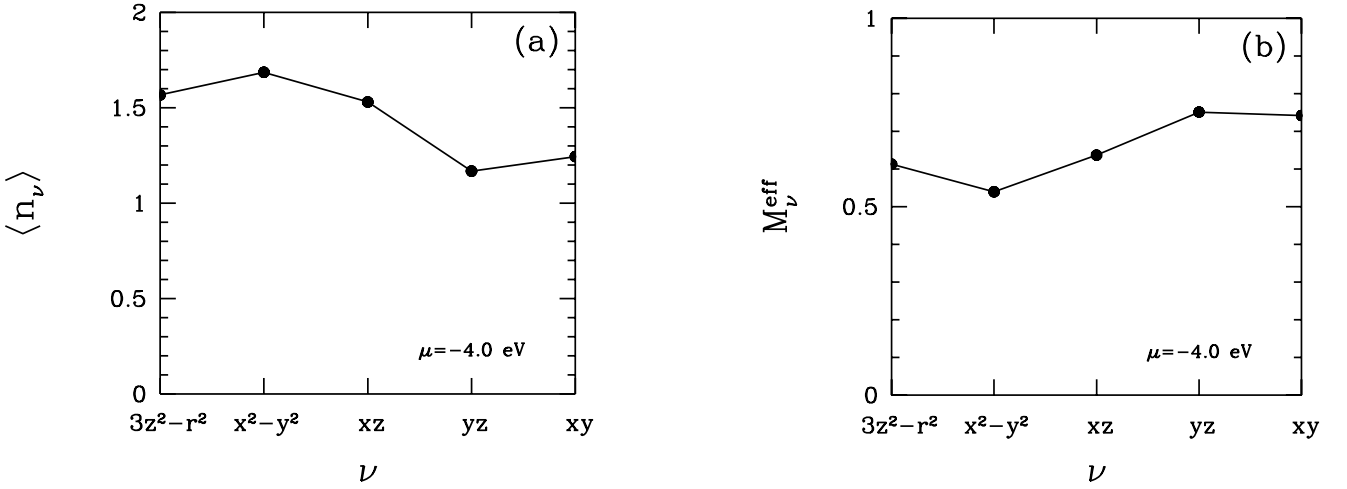 2
(a)
1.5
1
⟨n_ν⟩
0.5
μ=−4.0 eV
0
3z²−r² x²−y² xz yz xy
ν
1
(b)
M_ν^eff
0.5
μ=−4.0 eV
0
3z²−r² x²−y² xz yz xy
ν